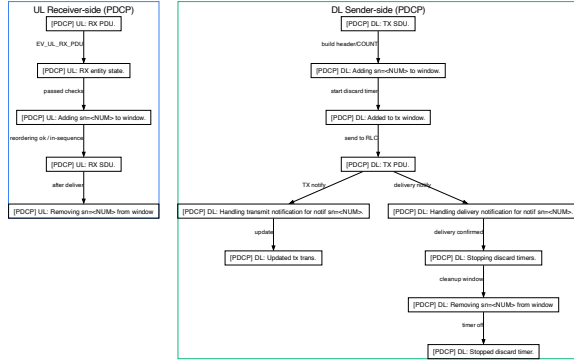 UL Receiver-side (PDCP)
[PDCP] UL: RX PDU.
EV_UL_RX_PDU
[PDCP] UL: RX entity state.
passed checks
[PDCP] UL: Adding sn=<NUM> to window.
reordering ok / in-sequence
[PDCP] UL: RX SDU.
after deliver
[PDCP] UL: Removing sn=<NUM> from window
DL Sender-side (PDCP)
[PDCP] DL: TX SDU.
build header/COUNT
[PDCP] DL: Adding sn=<NUM> to window.
start discard timer
[PDCP] DL: Added to tx window.
send to RLC
[PDCP] DL: TX PDU.
TX notify
delivery notify
[PDCP] DL: Handling transmit notification for notif sn=<NUM>.
[PDCP] DL: Handling delivery notification for notif sn=<NUM>.
update
delivery confirmed
[PDCP] DL: Updated tx trans.
[PDCP] DL: Stopping discard timers.
cleanup window
[PDCP] DL: Removing sn=<NUM> from window
timer off
[PDCP] DL: Stopped discard timer.